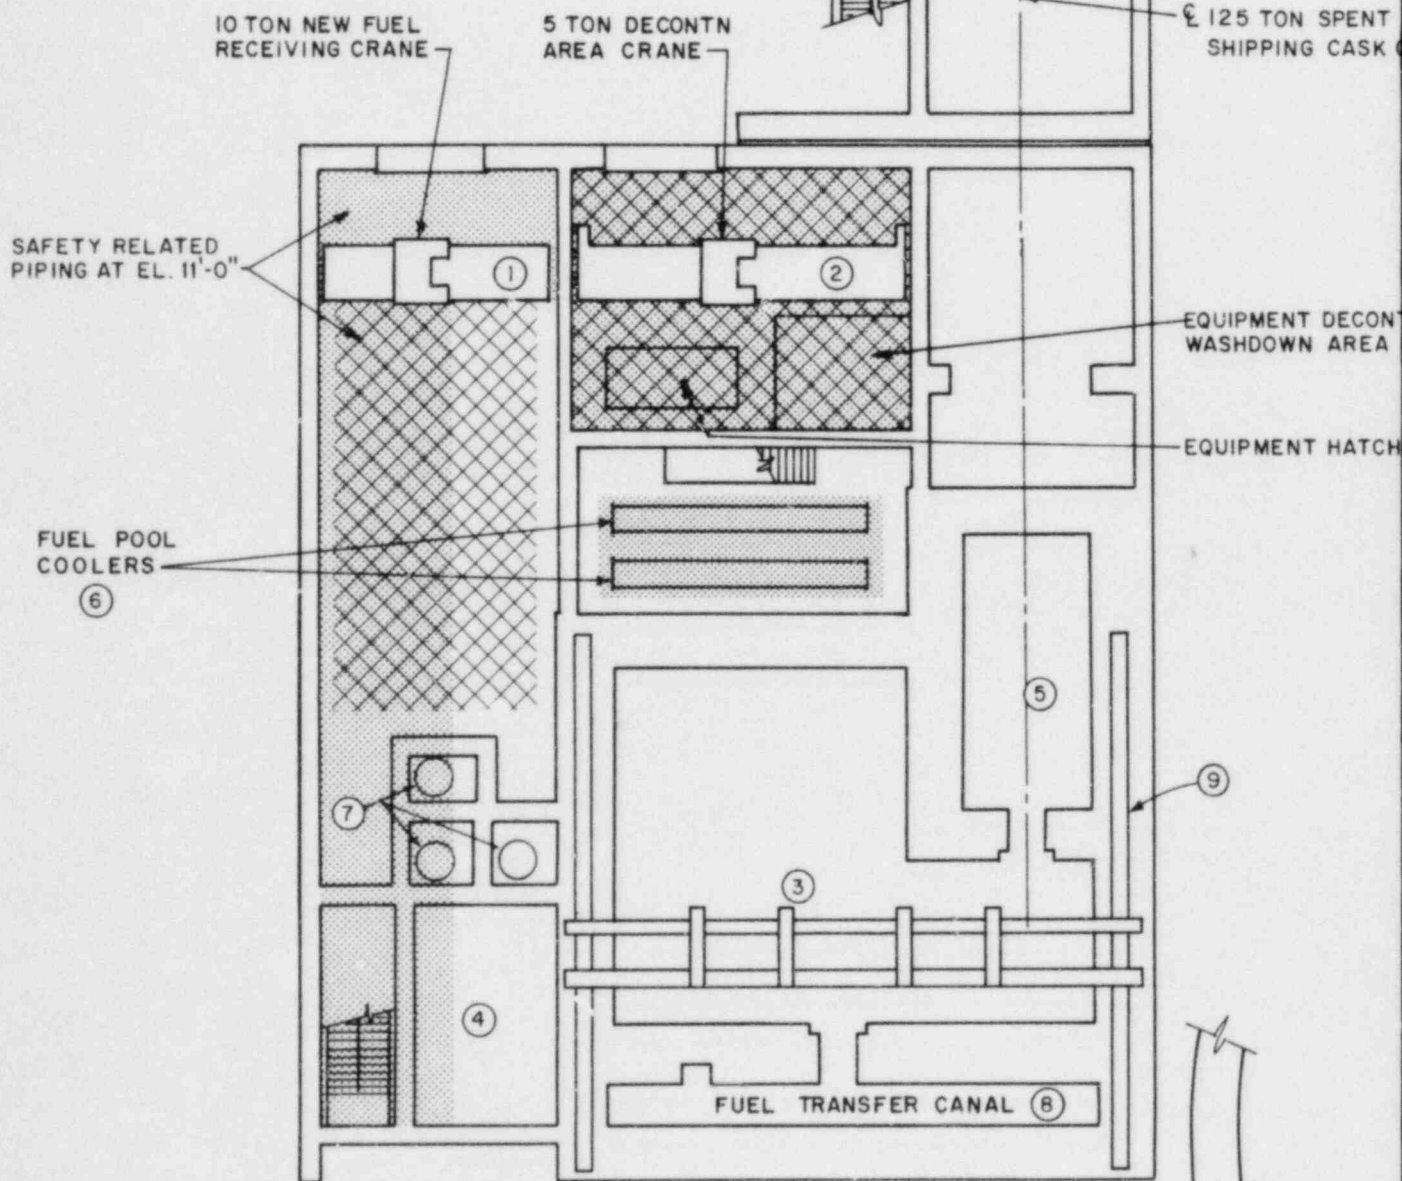 10 TON NEW FUEL
RECEIVING CRANE
5 TON DECONTN
AREA CRANE
℄ 125 TON SPENT
SHIPPING CASK
SAFETY RELATED
PIPING AT EL. 11'-0"
1
2
EQUIPMENT DECONT
WASHDOWN AREA
EQUIPMENT HATCH
FUEL POOL
COOLERS
6
5
7
9
3
4
FUEL TRANSFER CANAL 8